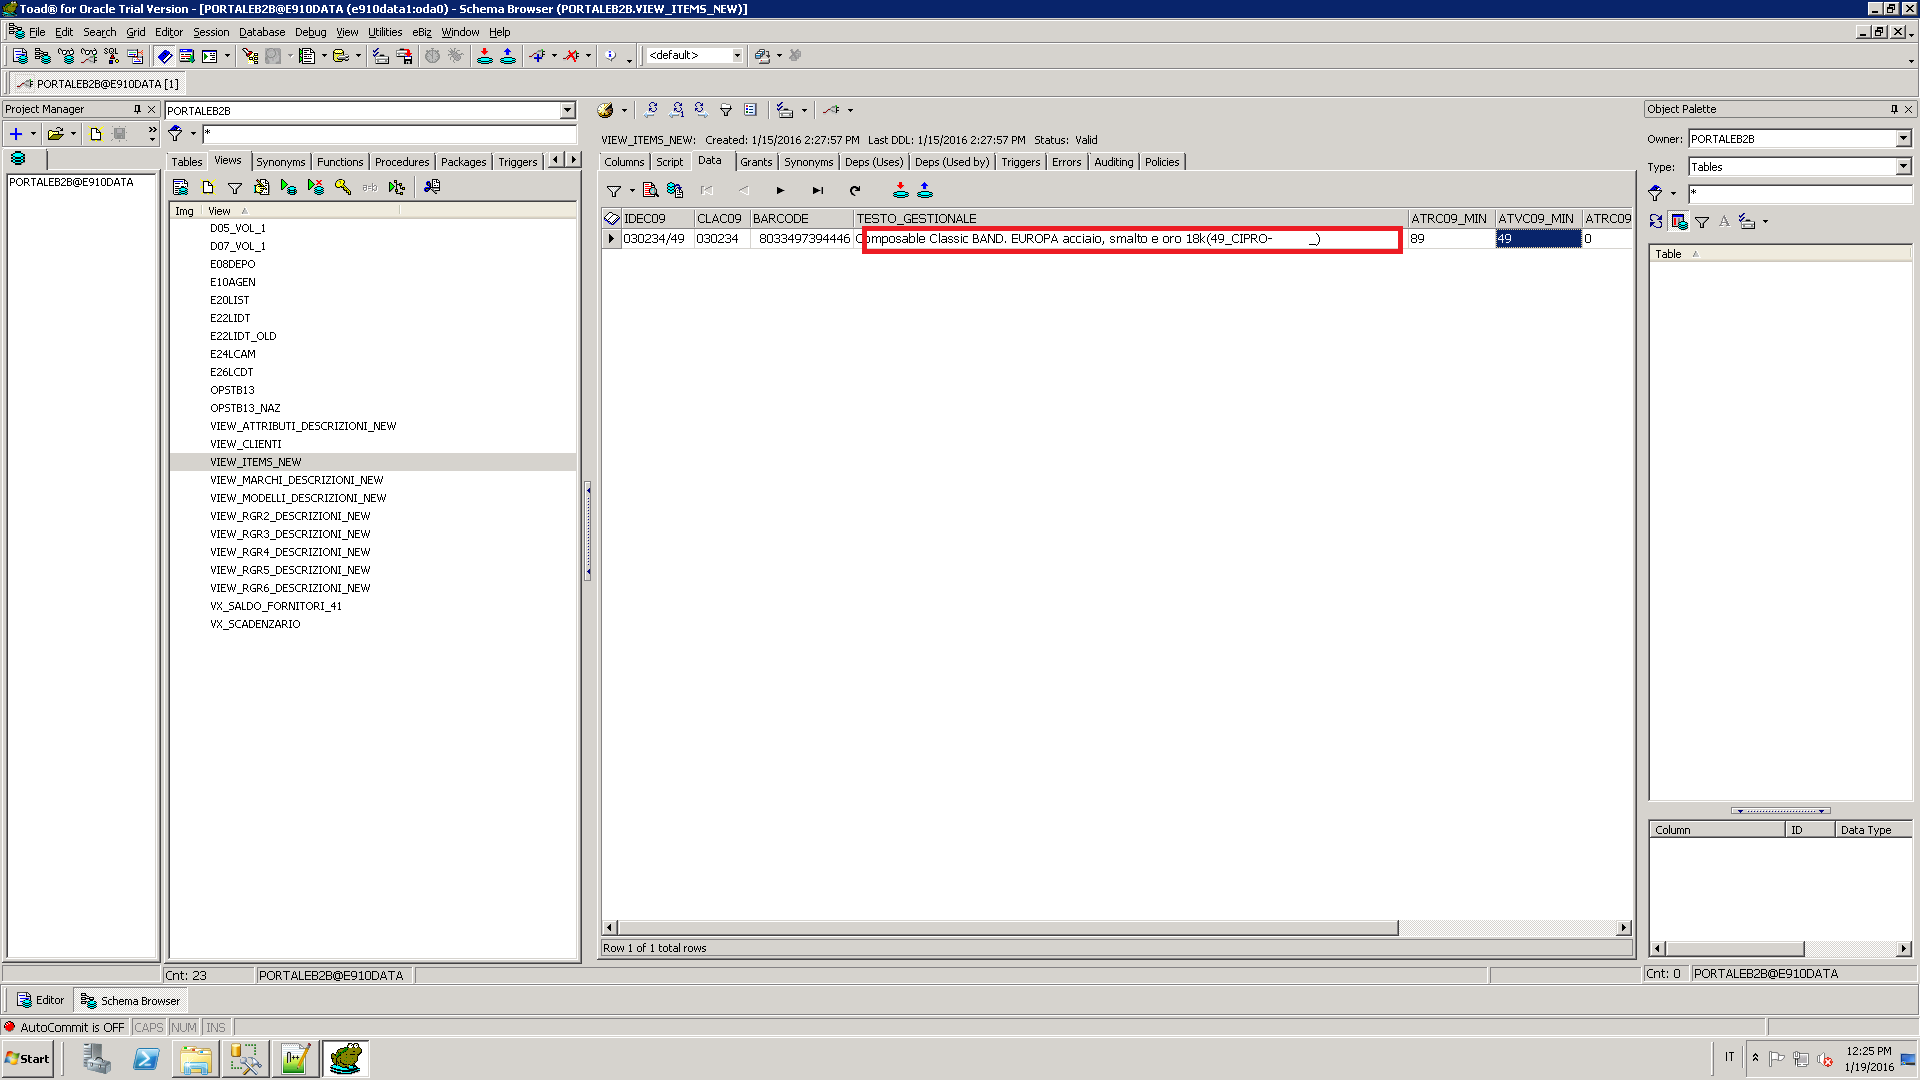 Toad® for Oracle Trial Version - [PORTALEB2B@E910DATA (e910data1:oda0) - Schema Browser (PORTALEB2B.VIEW_ITEMS_NEW)]
File Edit Search Grid Editor Session Database Debug View Utilities eBiz Window Help
<default>
PORTALEB2B@E910DATA [1]
Project Manager
PORTALEB2B@E910DATA
PORTALEB2B
*
Tables Views Synonyms Functions Procedures Packages Triggers
Img View
D05_VOL_1
D07_VOL_1
E08DEPO
E10AGEN
E20LIST
E22LIDT
E22LIDT_OLD
E24LCAM
E26LCDT
OPSTB13
OPSTB13_NAZ
VIEW_ATTRIBUTI_DESCRIZIONI_NEW
VIEW_CLIENTI
VIEW_ITEMS_NEW
VIEW_MARCHI_DESCRIZIONI_NEW
VIEW_MODELLI_DESCRIZIONI_NEW
VIEW_RGR2_DESCRIZIONI_NEW
VIEW_RGR3_DESCRIZIONI_NEW
VIEW_RGR4_DESCRIZIONI_NEW
VIEW_RGR5_DESCRIZIONI_NEW
VIEW_RGR6_DESCRIZIONI_NEW
VX_SALDO_FORNITORI_41
VX_SCADENZARIO
Cnt: 23 PORTALEB2B@E910DATA
VIEW_ITEMS_NEW: Created: 1/15/2016 2:27:57 PM Last DDL: 1/15/2016 2:27:57 PM Status: Valid
Columns Script Data Grants Synonyms Deps (Uses) Deps (Used by) Triggers Errors Auditing Policies
IDEC09 CLAC09 BARCODE TESTO_GESTIONALE ATRC09_MIN ATVC09_MIN ATRC09
030234/49 030234 8033497394446 Composable Classic BAND. EUROPA acciaio, smalto e oro 18k(49_CIPRO- _) 89 49 0
Row 1 of 1 total rows
Object Palette
Owner: PORTALEB2B
Type: Tables
*
Table
Column ID Data Type
Cnt: 0 PORTALEB2B@E910DATA
Editor Schema Browser
AutoCommit is OFF CAPS NUM INS
Start
IT
12:25 PM
1/19/2016